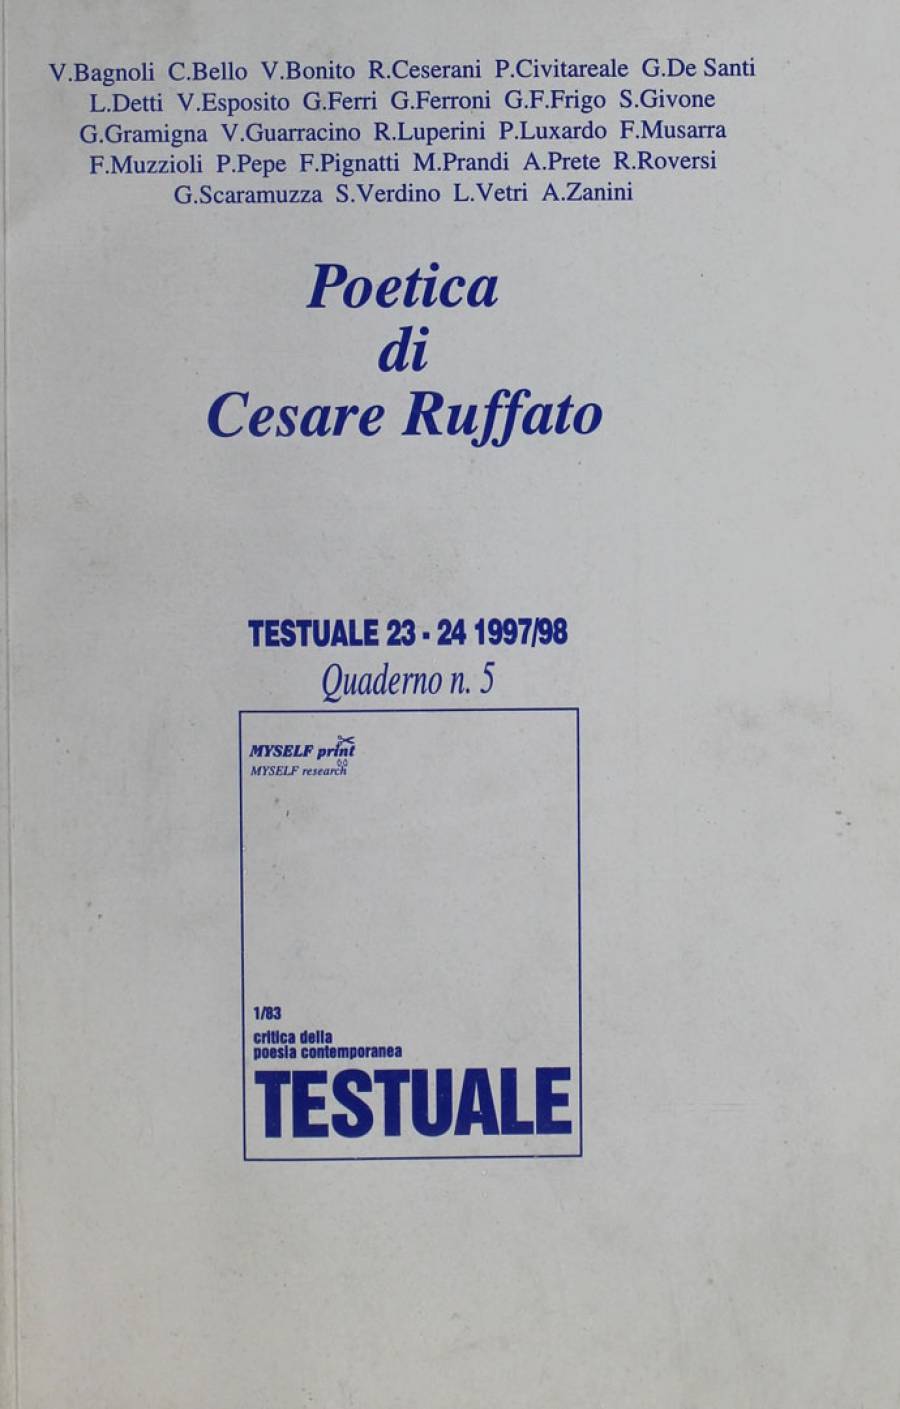 V.Bagnoli C.Bello V.Bonito R.Ceserani P.Civitareale G.De Santi
L.Detti V.Esposito G.Ferri G.Ferroni G.F.Frigo S.Givone
G.Gramigna V.Guarracino R.Luperini P.Luxardo F.Musarra
F.Muzzioli P.Pepe F.Pignatti M.Prandi A.Prete R.Roversi
G.Scaramuzza S.Verdino L.Vetri A.Zanini
Poetica
di
Cesare Ruffato
TESTUALE 23 - 24 1997/98
Quaderno n. 5
MYSELF print
MYSELF research
1/83
critica della
poesia contemporanea
TESTUALE